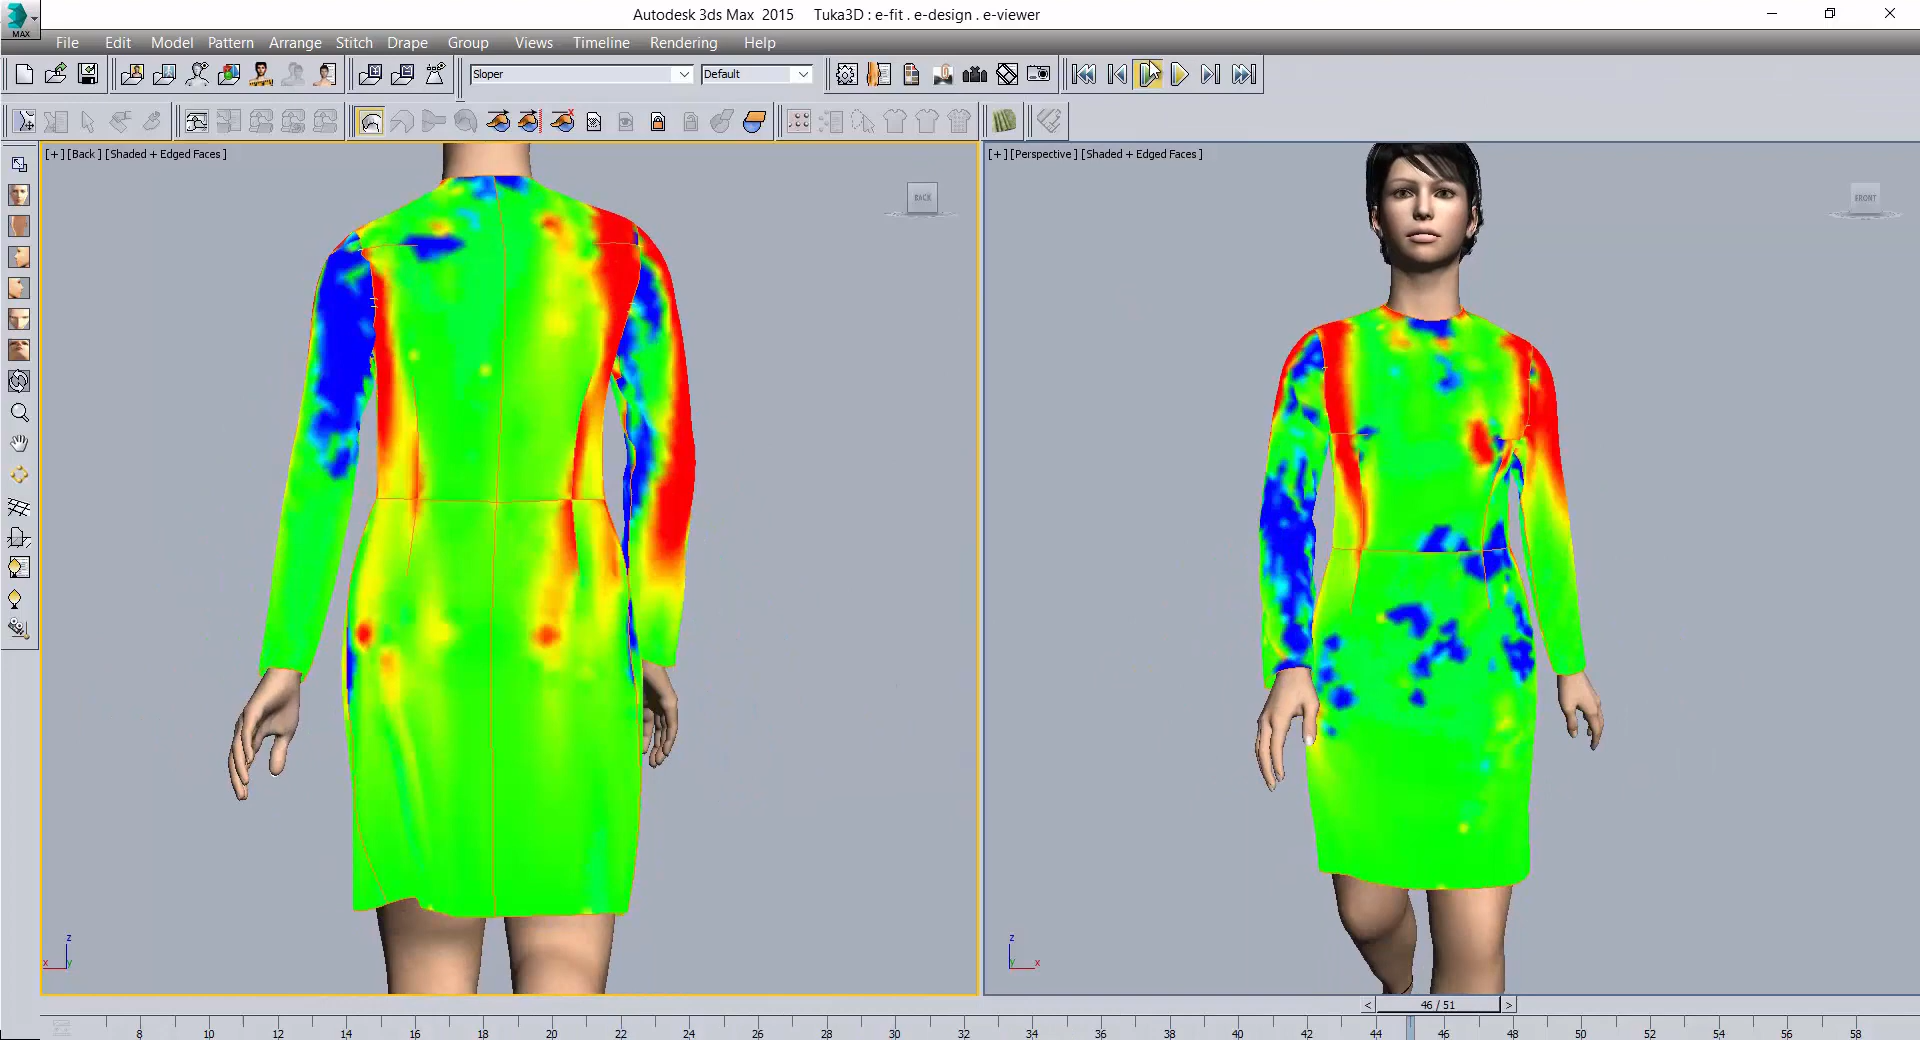 Autodesk 3ds Max 2015 Tuka3D : e-fit . e-design . e-viewer
MAX
File Edit Model Pattern Arrange Stitch Drape Group Views Timeline Rendering Help
Sloper Default
[+] [Back ] [Shaded + Edged Faces ]
[+] [Perspective ] [Shaded + Edged Faces ]
BACK
FRONT
z
x y
z
y x
< 46 / 51 >
8 10 12 14 16 18 20 22 24 26 28 30 32 34 36 38 40 42 44 46 48 50 52 54 56 58